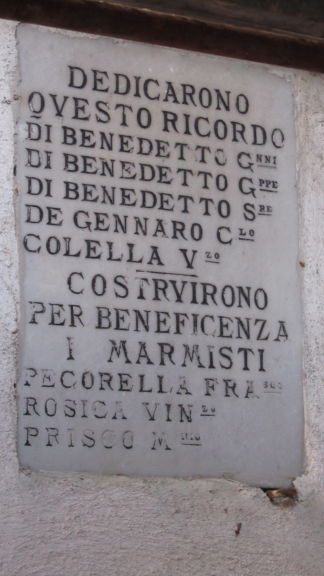 DEDICARONO
QVESTO RICORDO
DI BENEDETTO GNNI
DI BENEDETTO GPPE
DI BENEDETTO SRE
DE GENNARO CLO
COLELLA VZO
COSTRVIRONO
PER BENEFICENZA
I MARMISTI
PECORELLA FRASCO
ROSICA VINZO
PRISCO MNIO